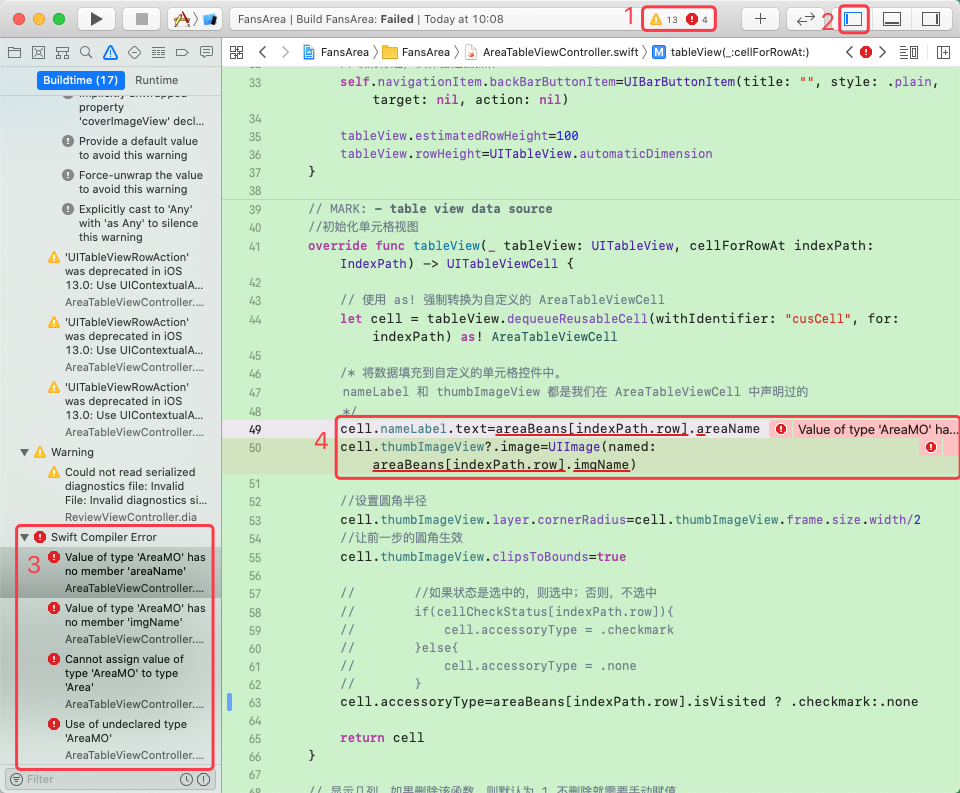 FansArea | Build FansArea: Failed | Today at 10:08
1
13
4
2
FansArea
FansArea
AreaTableViewController.swift
M
tableView(_:cellForRowAt:)
Buildtime (17)
Runtime
property
'coverImageView' decl...
Provide a default value
to avoid this warning
Force-unwrap the value
to avoid this warning
Explicitly cast to 'Any'
with 'as Any' to silence
this warning
'UITableViewRowAction'
was deprecated in iOS
13.0: Use UIContextualA...
AreaTableViewController....
'UITableViewRowAction'
was deprecated in iOS
13.0: Use UIContextualA...
AreaTableViewController....
'UITableViewRowAction'
was deprecated in iOS
13.0: Use UIContextualA...
AreaTableViewController....
Warning
Could not read serialized
diagnostics file: Invalid
File: Invalid diagnostics si...
ReviewViewController.dia
Swift Compiler Error
3
Value of type 'AreaMO' has
no member 'areaName'
AreaTableViewController....
Value of type 'AreaMO' has
no member 'imgName'
AreaTableViewController....
Cannot assign value of
type 'AreaMO' to type
'Area'
AreaTableViewController....
Use of undeclared type
'AreaMO'
AreaTableViewController....
Filter
33 self.navigationItem.backBarButtonItem=UIBarButtonItem(title: "", style: .plain,
target: nil, action: nil)
34
35 tableView.estimatedRowHeight=100
36 tableView.rowHeight=UITableView.automaticDimension
37 }
38
39 // MARK: - table view data source
40 //初始化单元格视图
41 override func tableView(_ tableView: UITableView, cellForRowAt indexPath:
IndexPath) -> UITableViewCell {
42
43 // 使用 as! 强制转换为自定义的 AreaTableViewCell
44 let cell = tableView.dequeueReusableCell(withIdentifier: "cusCell", for:
indexPath) as! AreaTableViewCell
45
46 /* 将数据填充到自定义的单元格控件中。
47 nameLabel 和 thumbImageView 都是我们在 AreaTableViewCell 中声明过的
48 */
4
49 cell.nameLabel.text=areaBeans[indexPath.row].areaName Value of type 'AreaMO' ha...
50 cell.thumbImageView?.image=UIImage(named:
areaBeans[indexPath.row].imgName)
51
52 //设置圆角半径
53 cell.thumbImageView.layer.cornerRadius=cell.thumbImageView.frame.size.width/2
54 //让前一步的圆角生效
55 cell.thumbImageView.clipsToBounds=true
56
57 // //如果状态是选中的，则选中；否则，不选中
58 // if(cellCheckStatus[indexPath.row]){
59 // cell.accessoryType = .checkmark
60 // }else{
61 // cell.accessoryType = .none
62 // }
63 cell.accessoryType=areaBeans[indexPath.row].isVisited ? .checkmark:.none
64
65 return cell
66 }
67